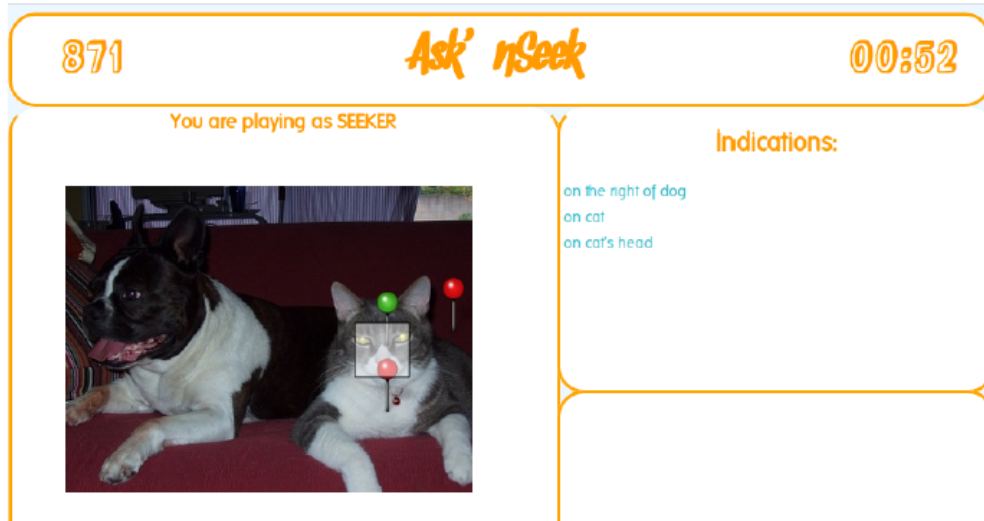 871
Ask' nSeek
00:52
You are playing as SEEKER
Indications:
on the right of dog
on cat
on cat's head